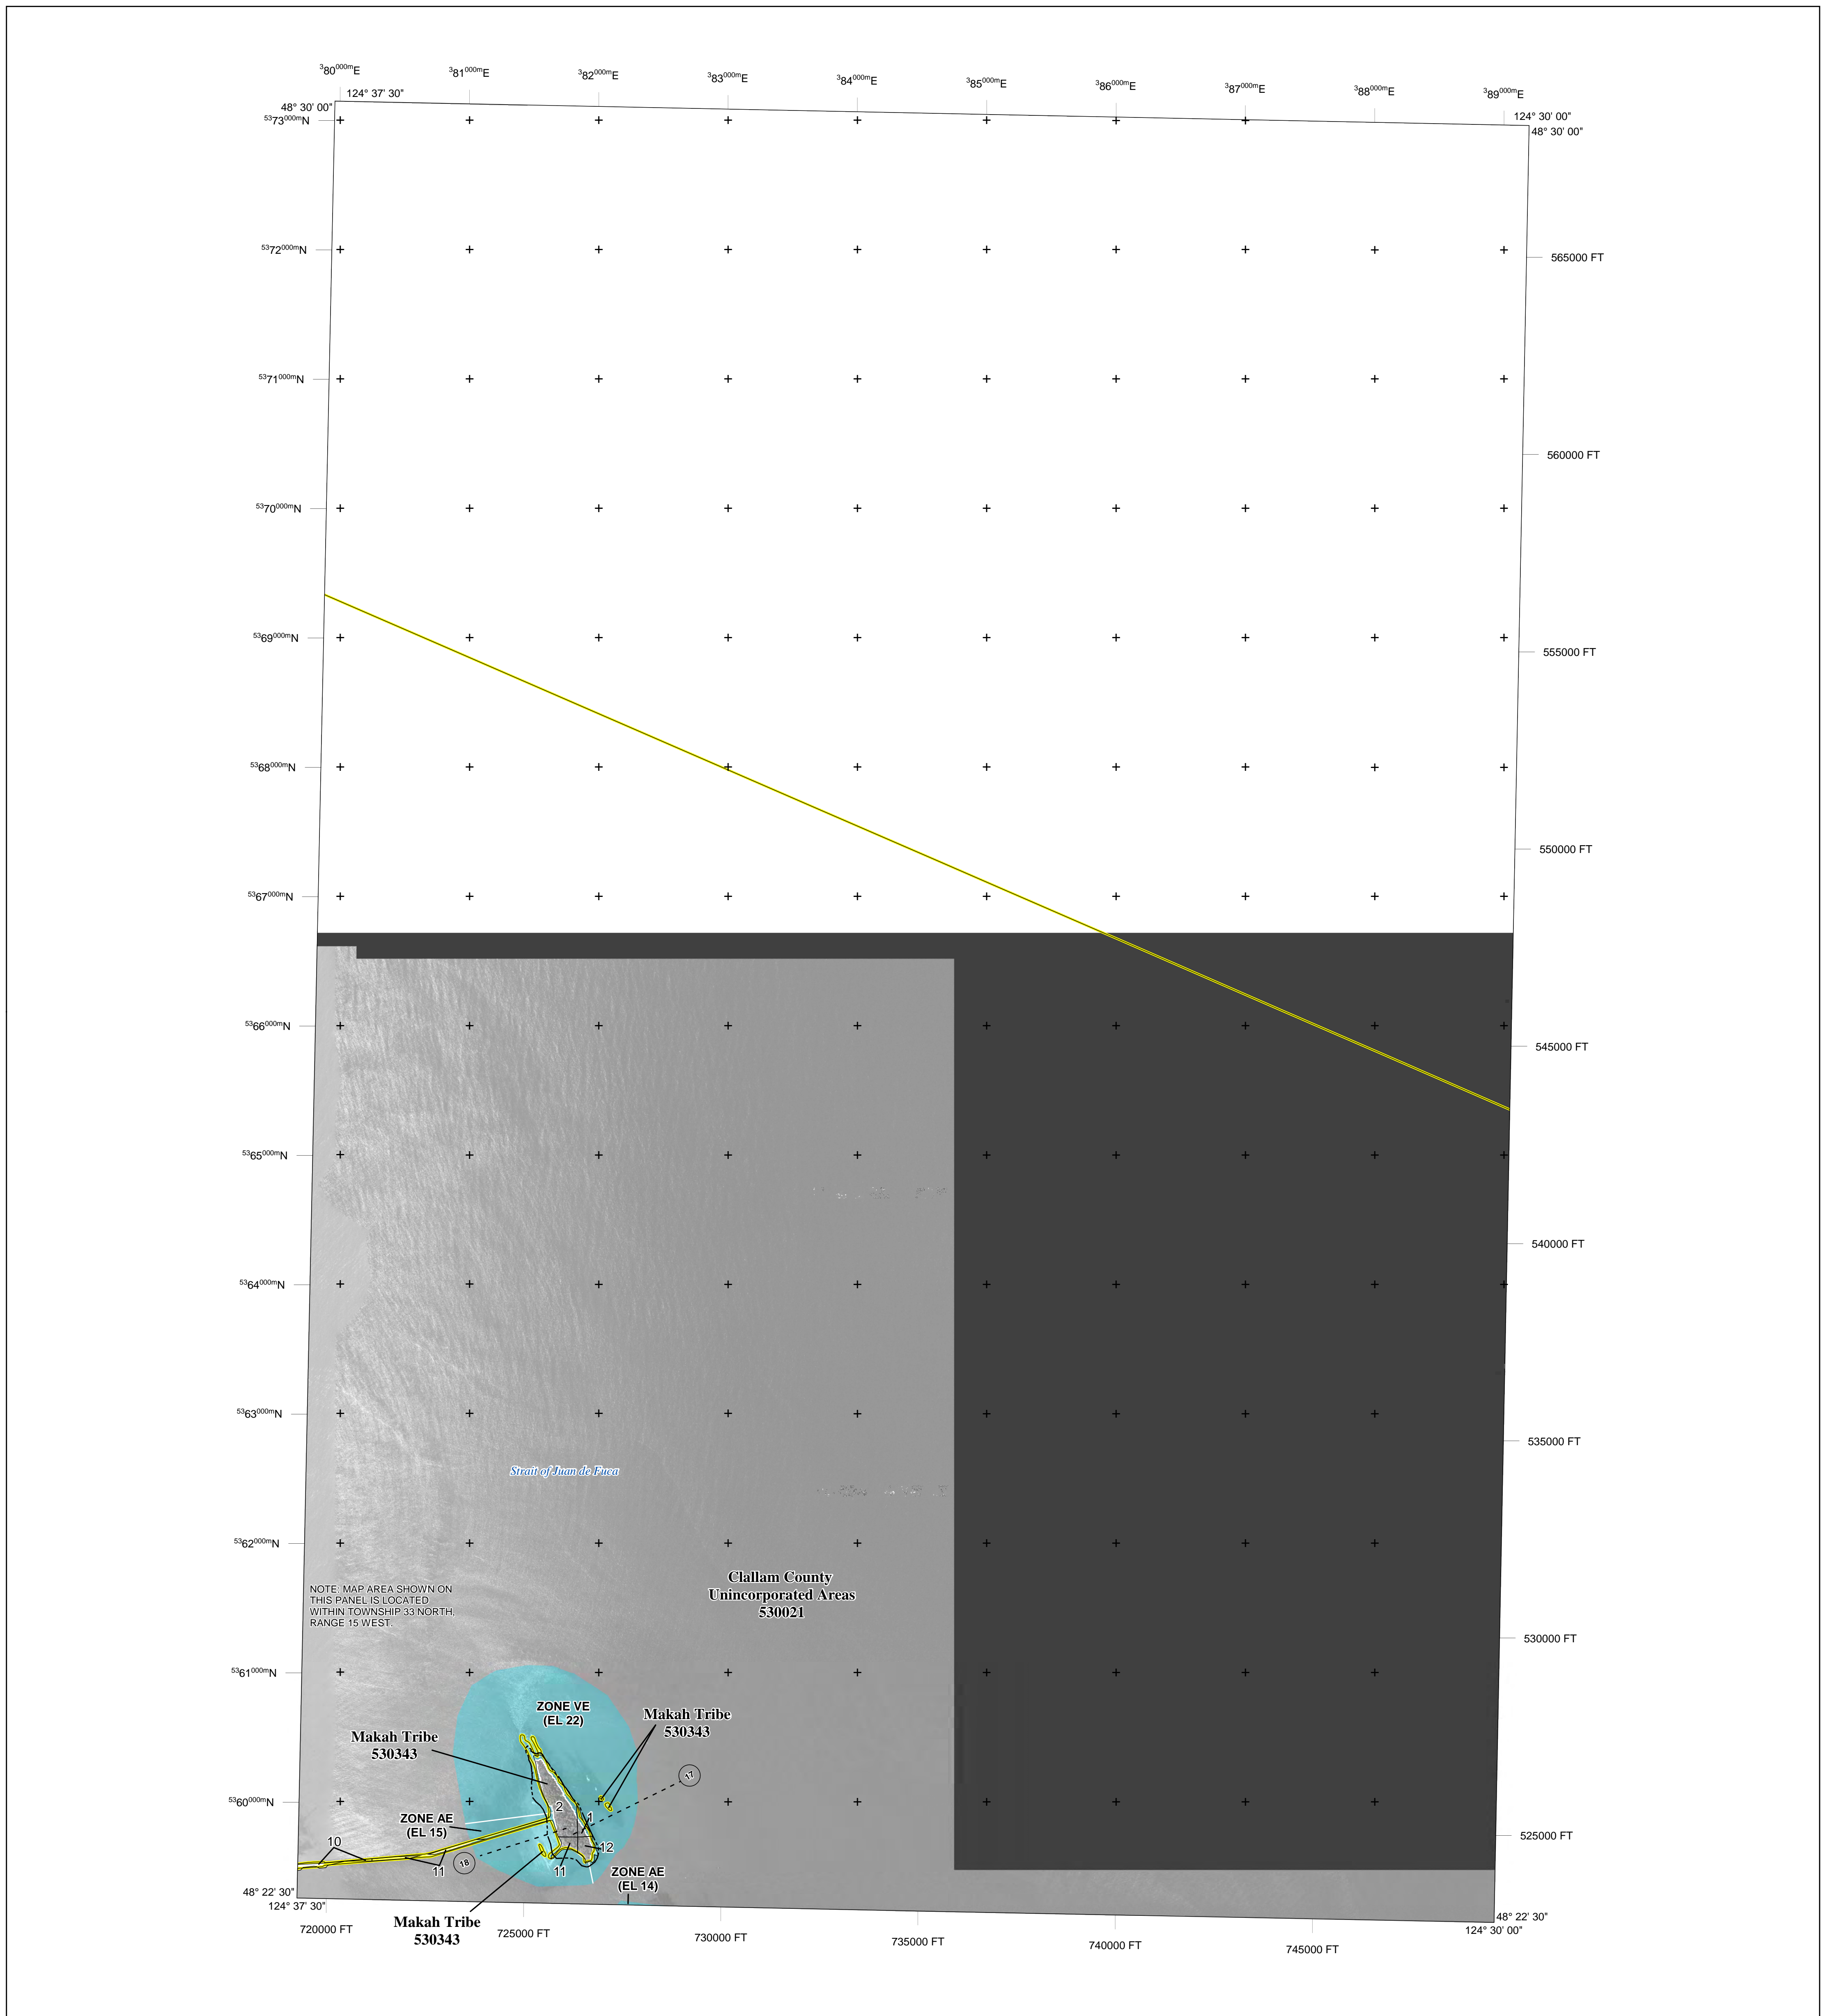 380000mE
381000mE
382000mE
383000mE
384000mE
385000mE
386000mE
387000mE
388000mE
389000mE
124° 37' 30"
48° 30' 00"
124° 30' 00"
48° 30' 00"
5373000mN
5372000mN
565000 FT
5371000mN
560000 FT
5370000mN
5369000mN
555000 FT
5368000mN
550000 FT
5367000mN
5366000mN
545000 FT
5365000mN
540000 FT
5364000mN
5363000mN
535000 FT
Strait of Juan de Fuca
5362000mN
Clallam County
Unincorporated Areas
530021
NOTE: MAP AREA SHOWN ON
THIS PANEL IS LOCATED
WITHIN TOWNSHIP 33 NORTH,
RANGE 15 WEST.
530000 FT
5361000mN
ZONE VE
(EL 22)
Makah Tribe
530343
Makah Tribe
530343
17
5360000mN
2
1
ZONE AE
(EL 15)
525000 FT
10
12
11
11
18
ZONE AE
(EL 14)
48° 22' 30"
124° 37' 30"
Makah Tribe
530343
48° 22' 30"
124° 30' 00"
720000 FT
725000 FT
730000 FT
735000 FT
740000 FT
745000 FT